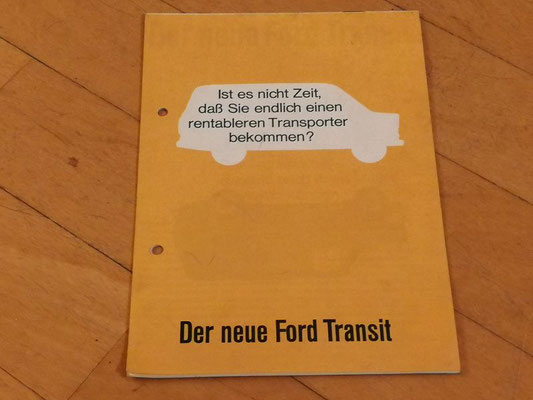 Ist es nicht Zeit,
daß Sie endlich einen
rentableren Transporter
bekommen?
Der neue Ford Transit